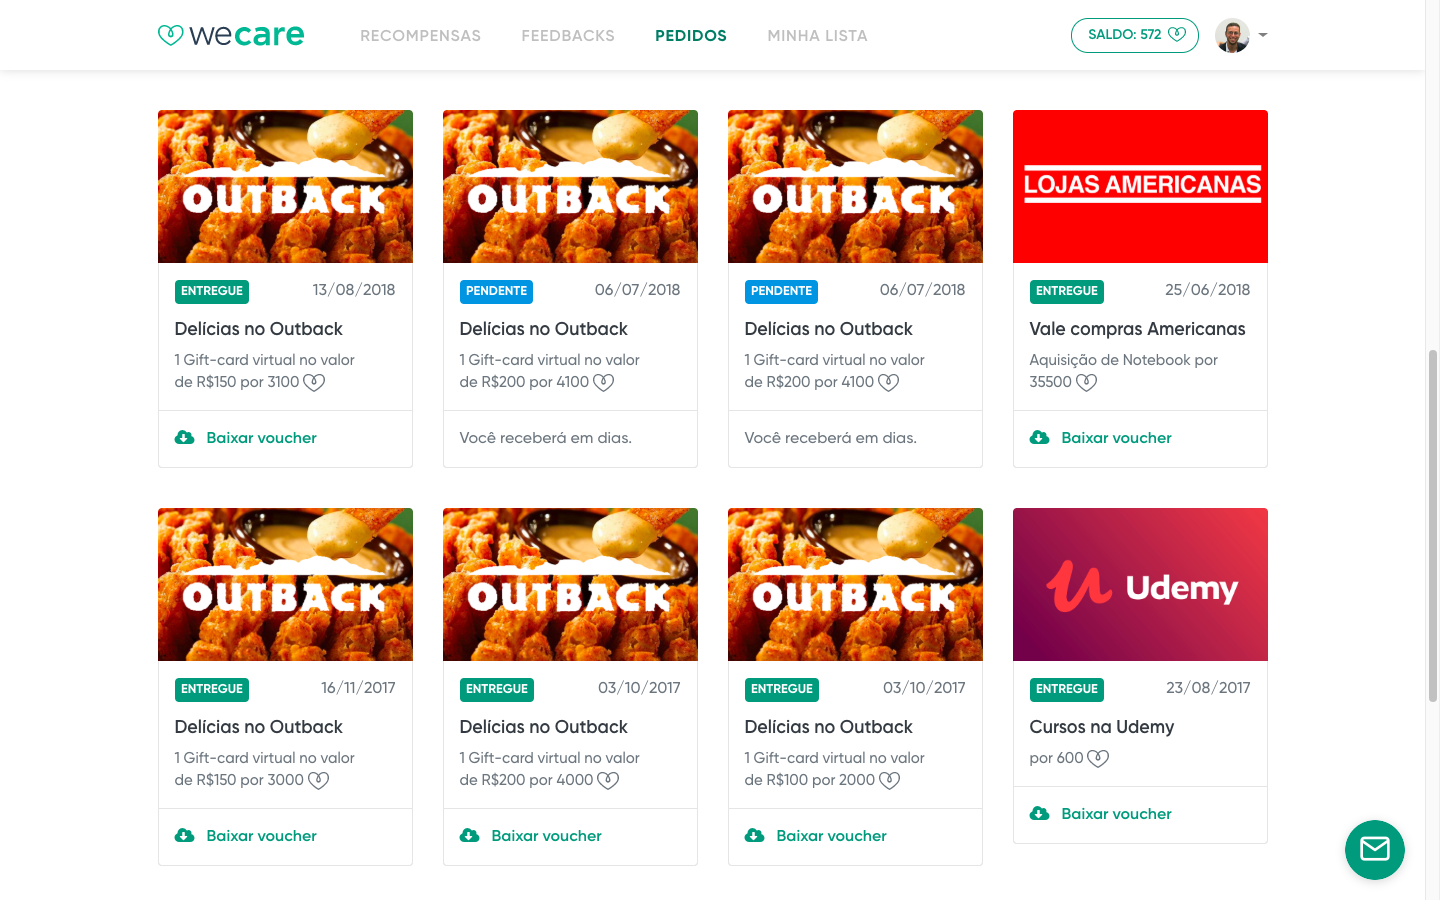 wecare
RECOMPENSAS
FEEDBACKS
PEDIDOS
MINHA LISTA
SALDO: 572
OUTBACK
ENTREGUE
13/08/2018
Delícias no Outback
1 Gift-card virtual no valor
de R$150 por 3100
Baixar voucher
OUTBACK
PENDENTE
06/07/2018
Delícias no Outback
1 Gift-card virtual no valor
de R$200 por 4100
Você receberá em dias.
OUTBACK
PENDENTE
06/07/2018
Delícias no Outback
1 Gift-card virtual no valor
de R$200 por 4100
Você receberá em dias.
LOJAS AMERICANAS
ENTREGUE
25/06/2018
Vale compras Americanas
Aquisição de Notebook por
35500
Baixar voucher
OUTBACK
ENTREGUE
16/11/2017
Delícias no Outback
1 Gift-card virtual no valor
de R$150 por 3000
Baixar voucher
OUTBACK
ENTREGUE
03/10/2017
Delícias no Outback
1 Gift-card virtual no valor
de R$200 por 4000
Baixar voucher
OUTBACK
ENTREGUE
03/10/2017
Delícias no Outback
1 Gift-card virtual no valor
de R$100 por 2000
Baixar voucher
Udemy
ENTREGUE
23/08/2017
Cursos na Udemy
por 600
Baixar voucher